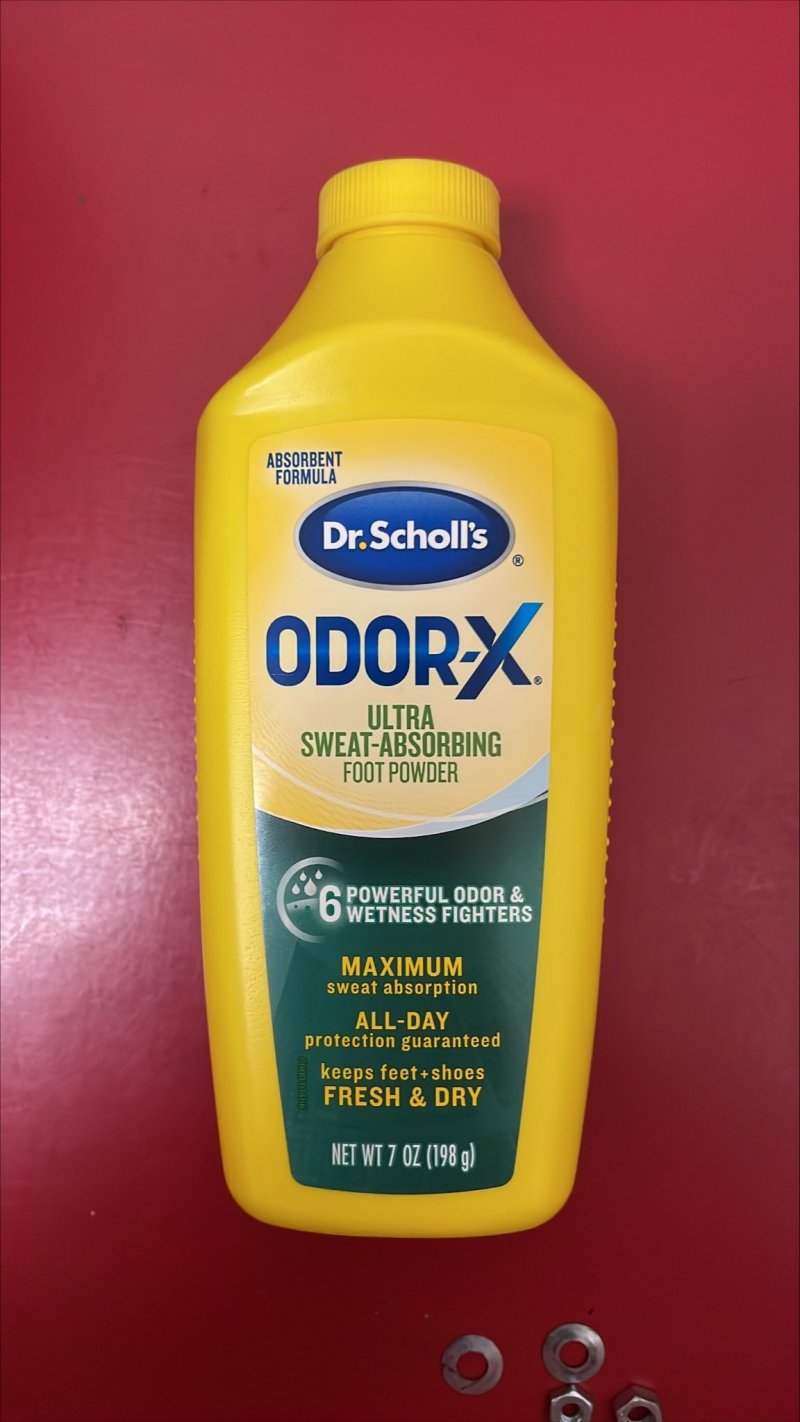 ABSORBENT
FORMULA
Dr.Scholl's®
ODOR-X®
ULTRA
SWEAT-ABSORBING
FOOT POWDER
6 POWERFUL ODOR &
WETNESS FIGHTERS
MAXIMUM
sweat absorption
ALL-DAY
protection guaranteed
keeps feet+shoes
FRESH & DRY
NET WT 7 OZ (198 g)